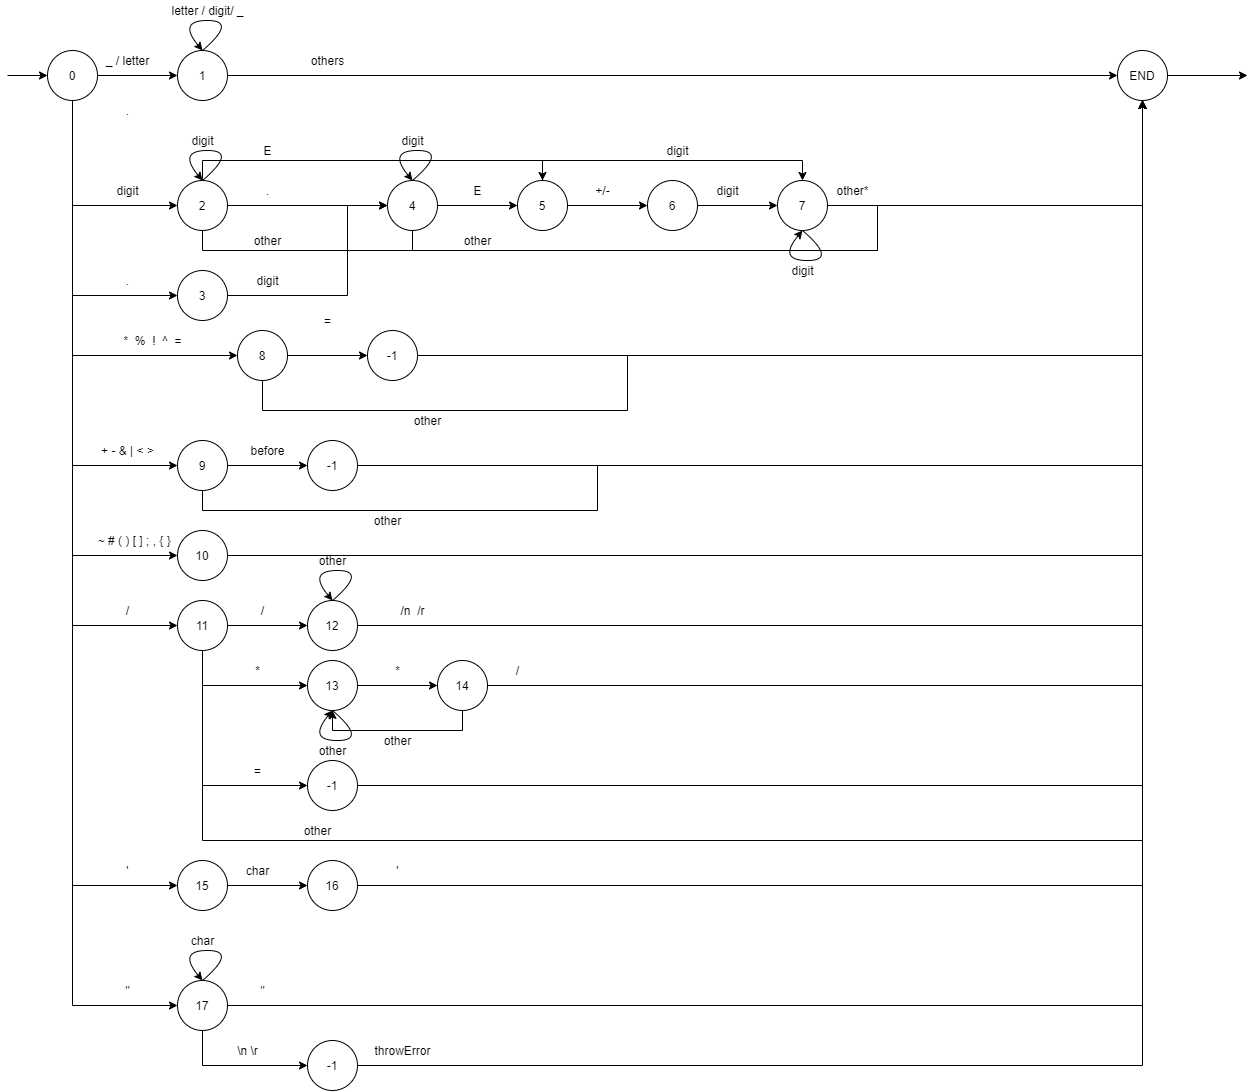 letter / digit/ _
0
_ / letter
1
others
END
.
digit
digit
E
digit
digit
2
.
4
E
5
+/-
6
digit
7
other*
other
other
digit
.
3
digit
=
* % ! ^ =
8
-1
other
+ - & | < >
9
before
-1
other
~ # ( ) [ ] ; , { }
10
other
/
11
/
12
/n /r
*
13
*
14
/
other
other
=
-1
other
'
15
char
16
'
char
"
17
"
\n \r
-1
throwError